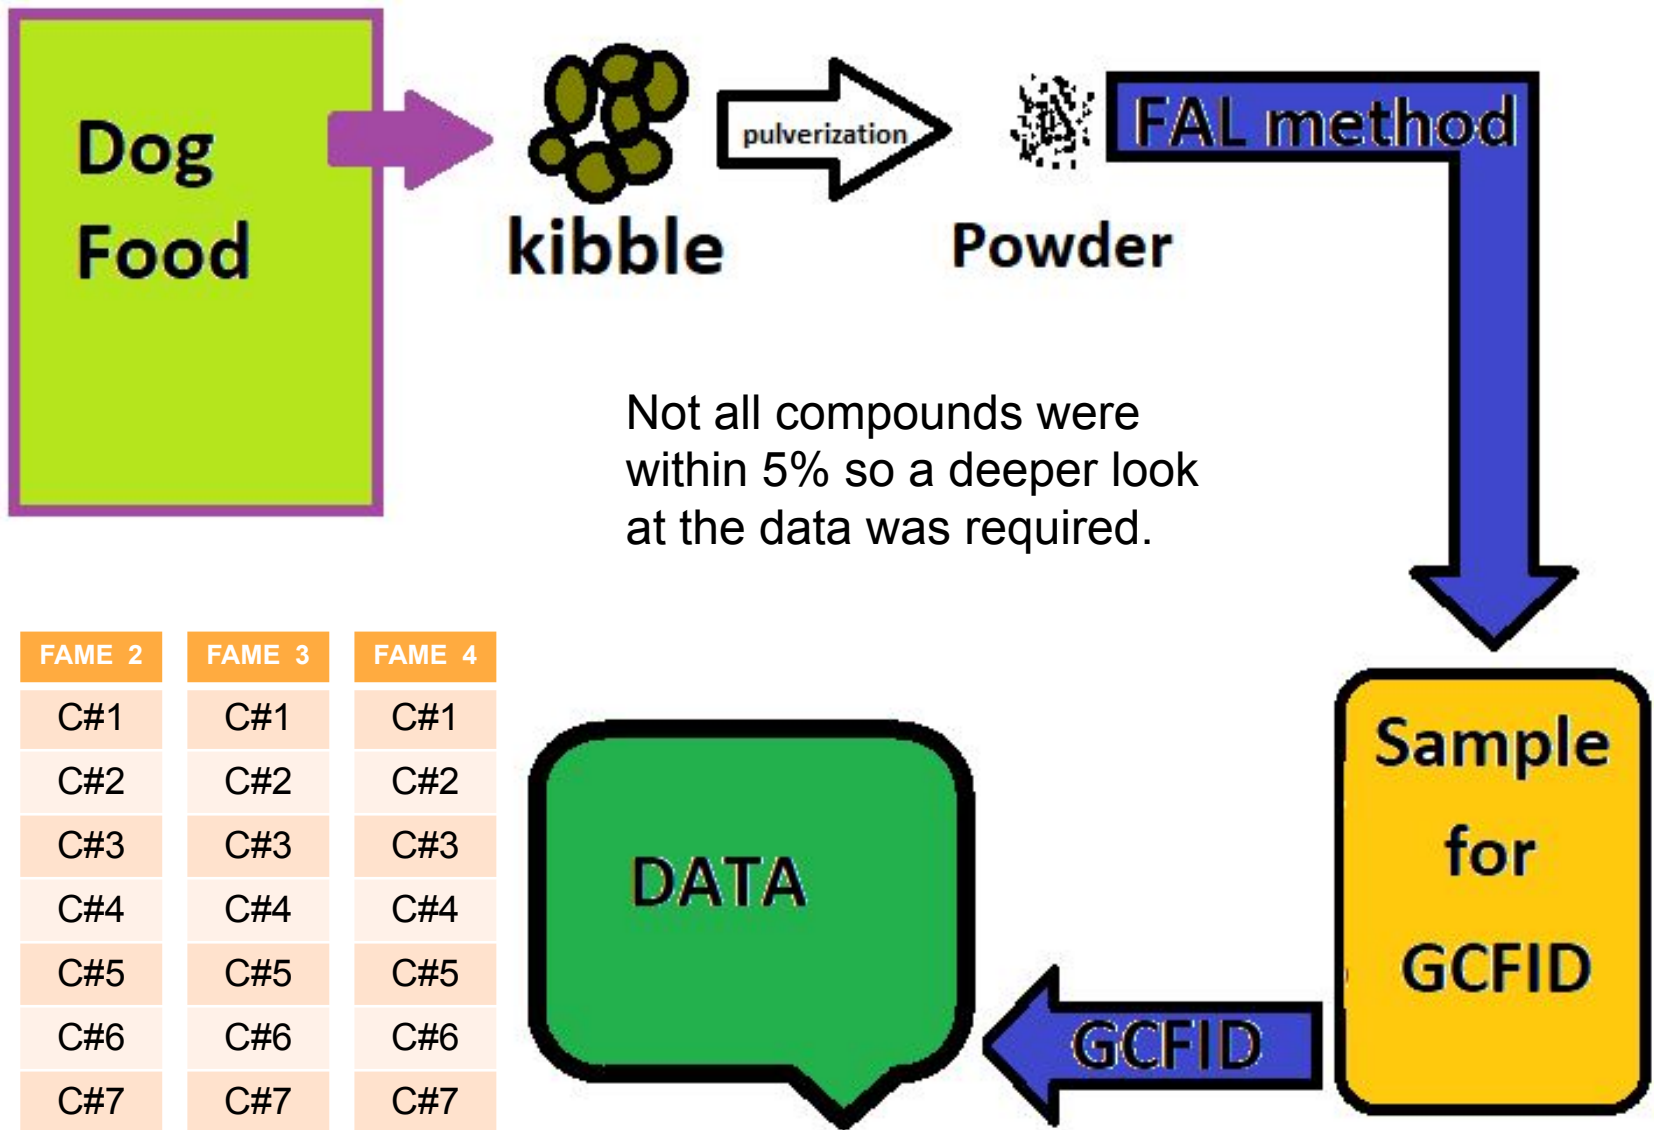 Dog
Food
kibble
pulverization
Powder
FAL method
Not all compounds were
within 5% so a deeper look
at the data was required.
FAME 2 FAME 3 FAME 4
C#1 C#1 C#1
C#2 C#2 C#2
C#3 C#3 C#3
C#4 C#4 C#4
C#5 C#5 C#5
C#6 C#6 C#6
C#7 C#7 C#7
Sample
for
GCFID
GCFID
DATA